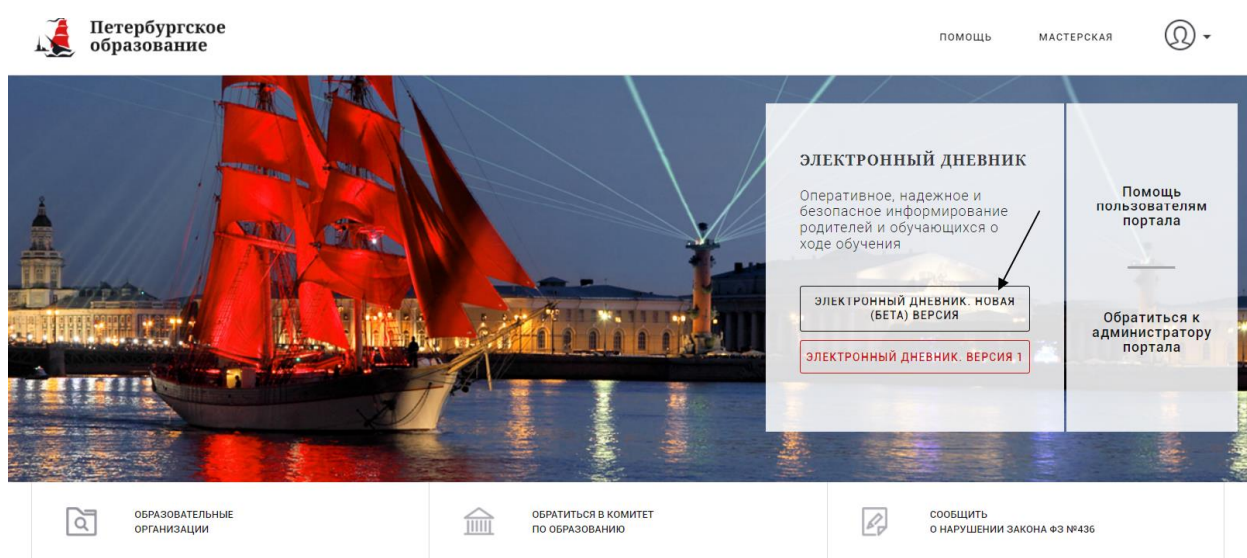 Петербургское
образование
ПОМОЩЬ
МАСТЕРСКАЯ
ЭЛЕКТРОННЫЙ ДНЕВНИК
Оперативное, надежное и
безопасное информирование
родителей и обучающихся о
ходе обучения
ЭЛЕКТРОННЫЙ ДНЕВНИК. НОВАЯ
(БЕТА) ВЕРСИЯ
ЭЛЕКТРОННЫЙ ДНЕВНИК. ВЕРСИЯ 1
Помощь
пользователям
портала
Обратиться к
администратору
портала
ОБРАЗОВАТЕЛЬНЫЕ
ОРГАНИЗАЦИИ
ОБРАТИТЬСЯ В КОМИТЕТ
ПО ОБРАЗОВАНИЮ
СООБЩИТЬ
О НАРУШЕНИИ ЗАКОНА ФЗ №436